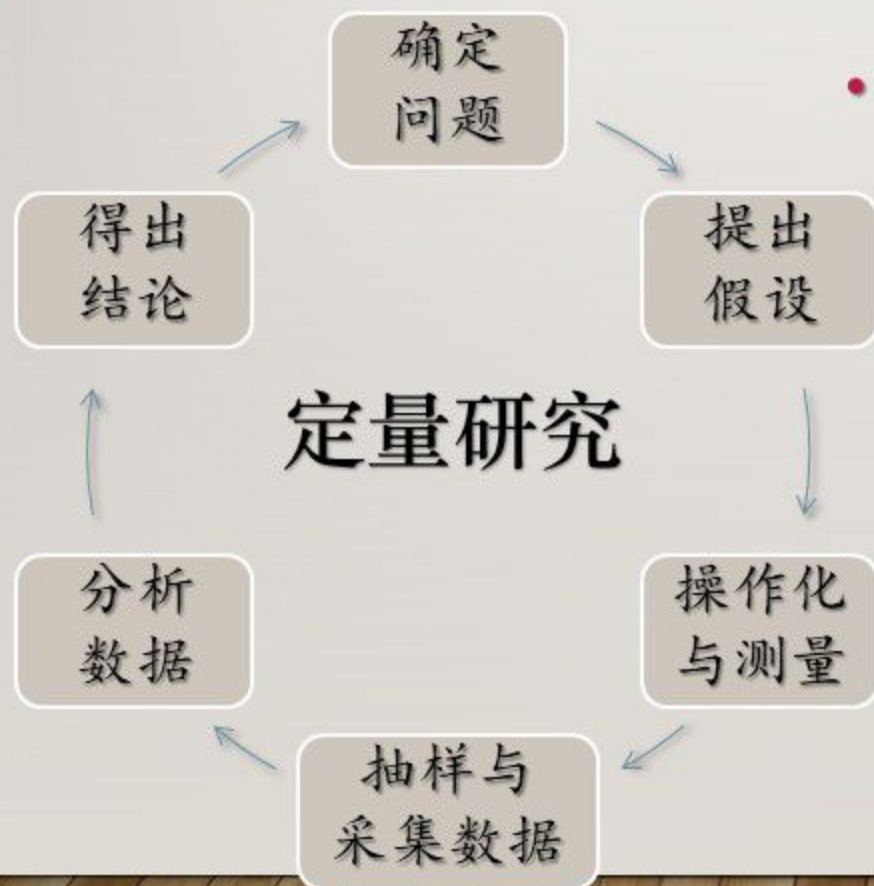 确定
问题
提出
假设
操作化
与测量
抽样与
采集数据
分析
数据
得出
结论
定量研究